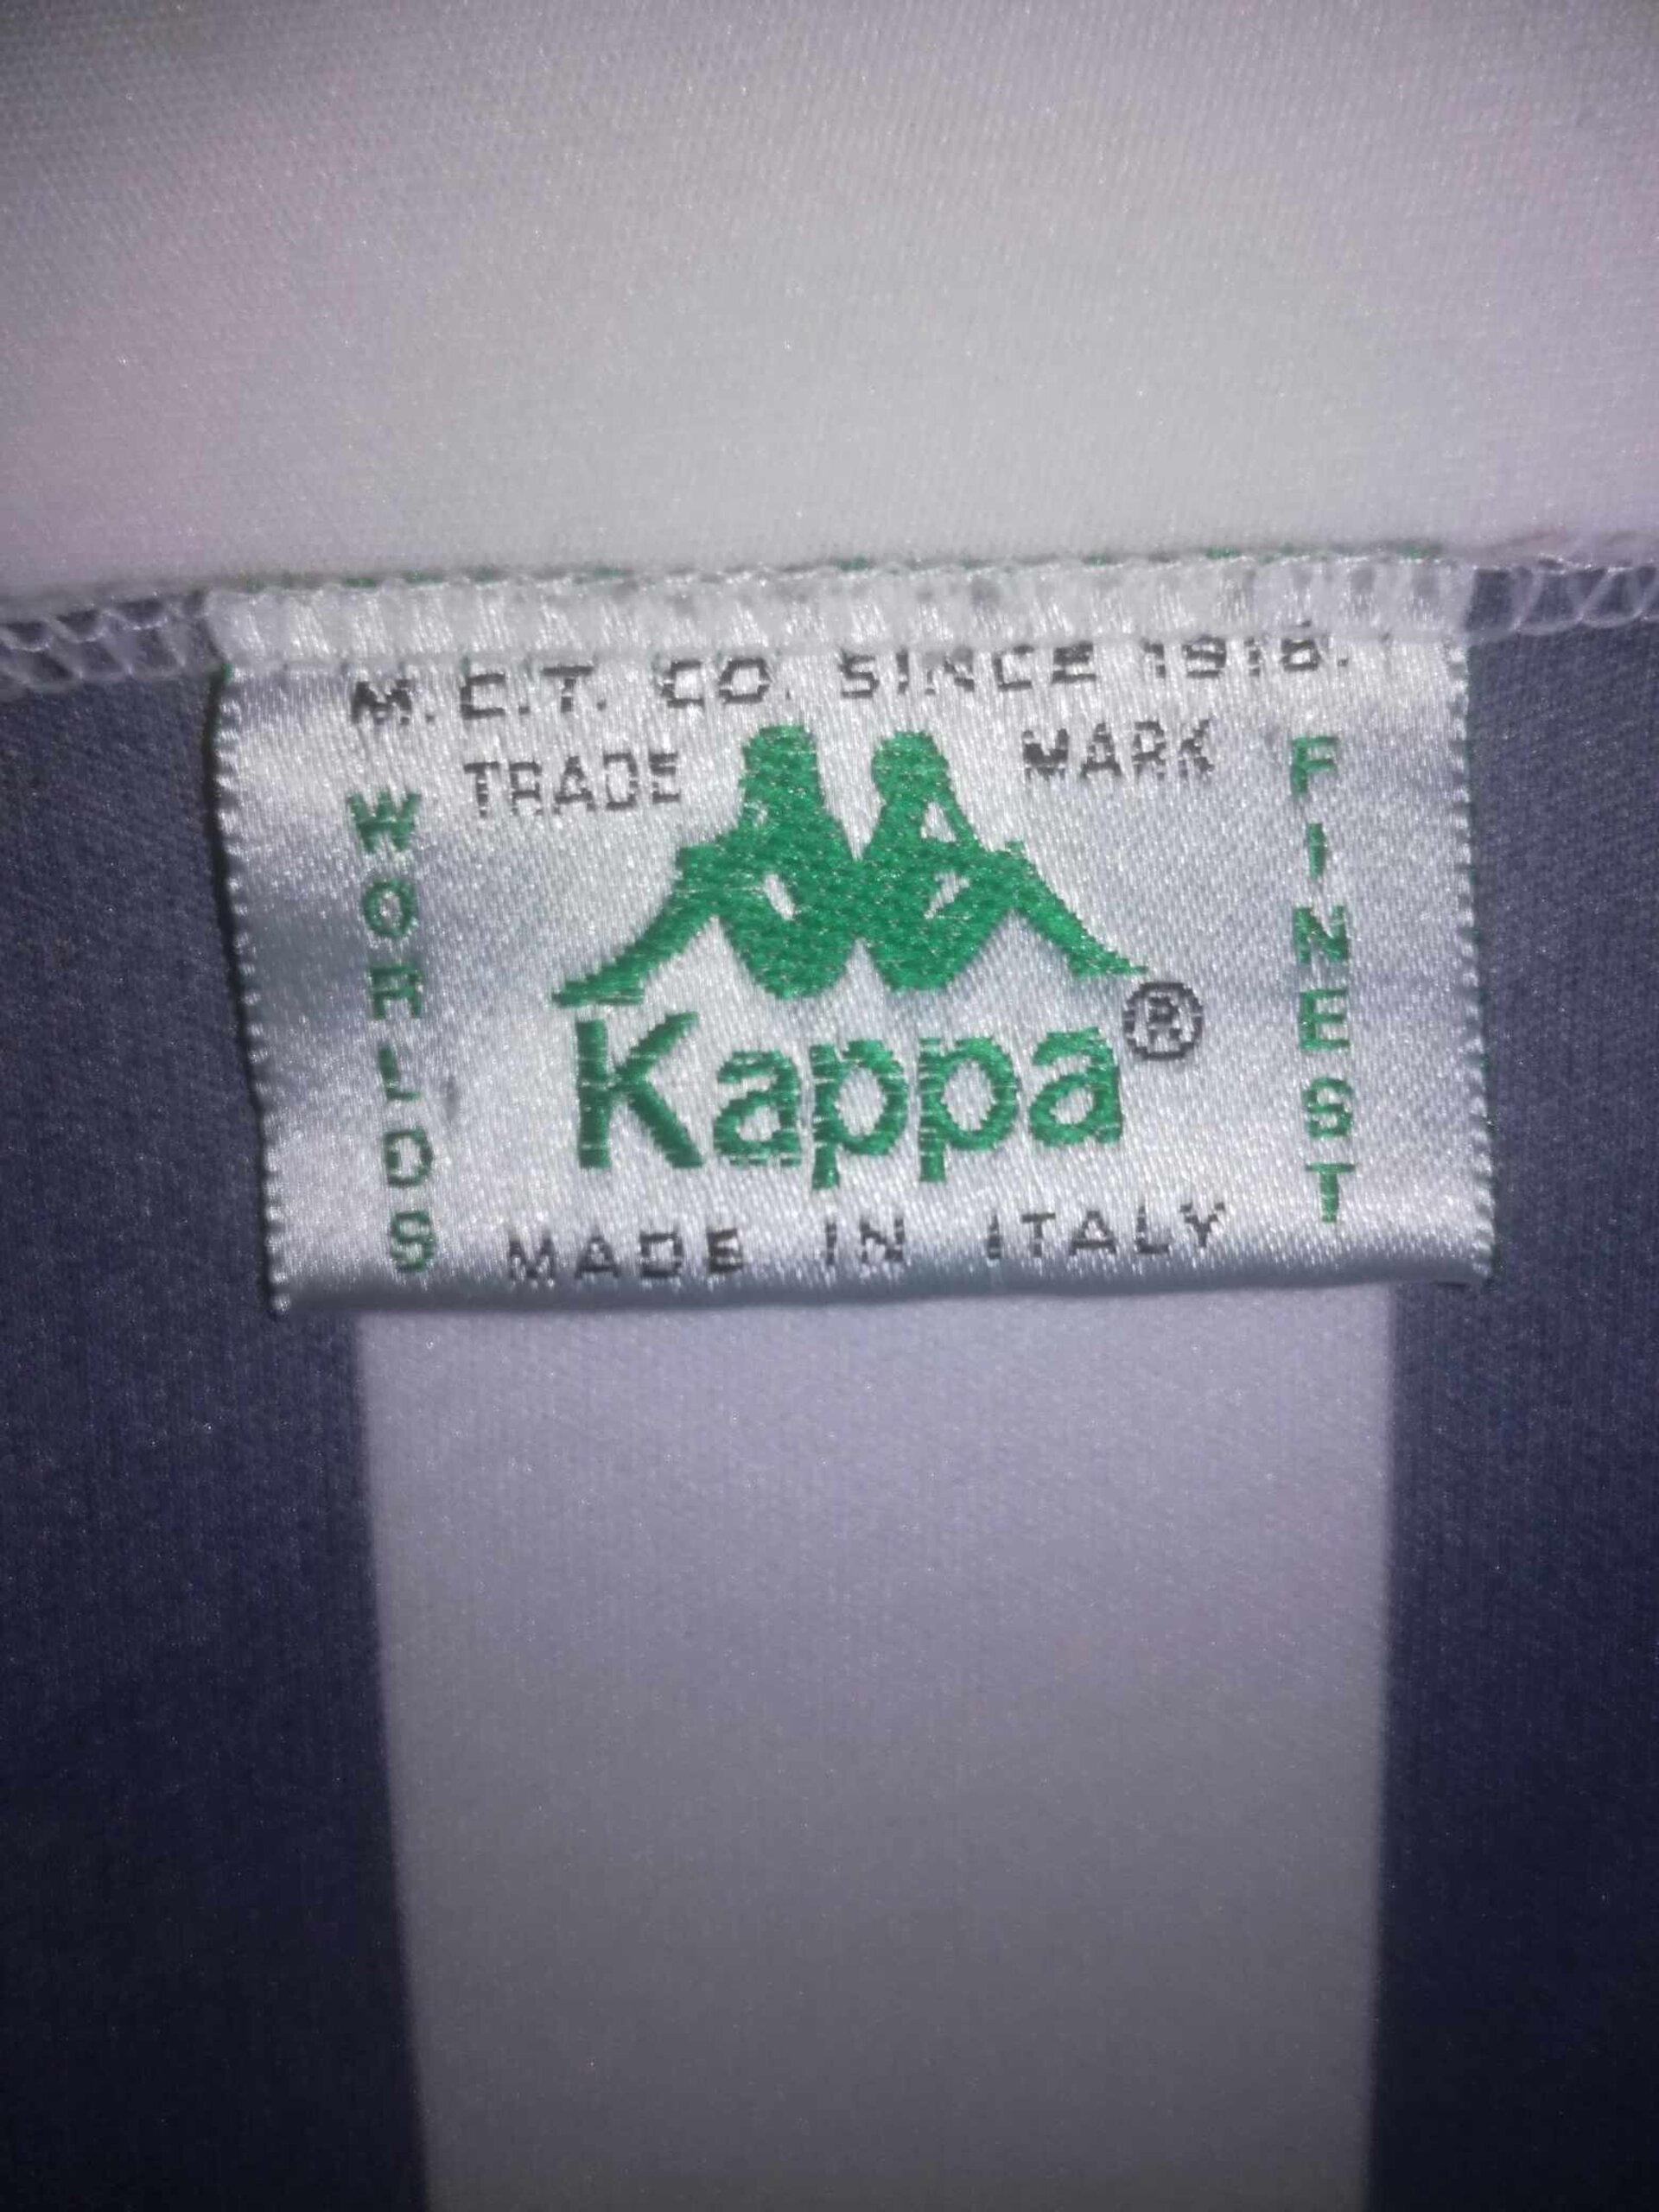 M.C.T. CO. SINCE 1916.
TRADE MARK
WORLDS
FINEST
Kappa®
MADE IN ITALY